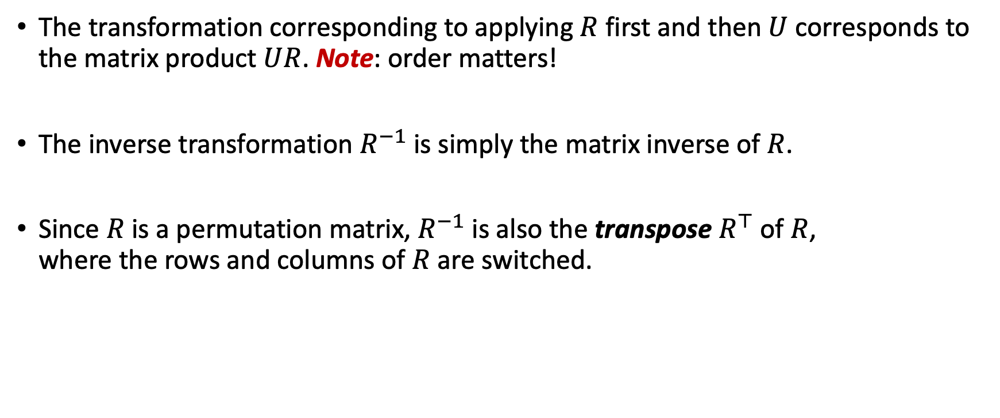 • The transformation corresponding to applying R first and then U corresponds to
the matrix product UR. Note: order matters!
• The inverse transformation R⁻¹ is simply the matrix inverse of R.
• Since R is a permutation matrix, R⁻¹ is also the transpose Rᵀ of R,
where the rows and columns of R are switched.